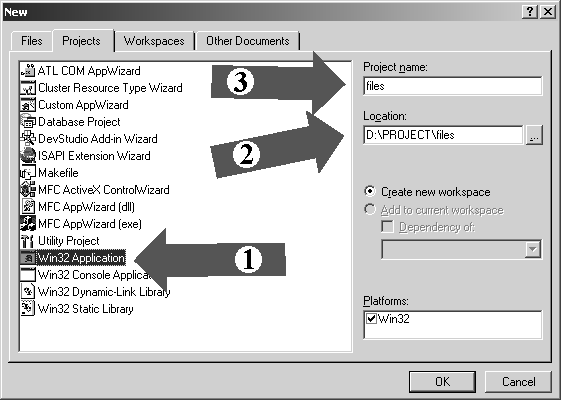 New
Files
Projects
Workspaces
Other Documents
ATL COM AppWizard
Cluster Resource Type Wizard
Custom AppWizard
Database Project
DevStudio Add-in Wizard
ISAPI Extension Wizard
Makefile
MFC ActiveX ControlWizard
MFC AppWizard (dll)
MFC AppWizard (exe)
Utility Project
Win32 Application
Win32 Console Applica
Win32 Dynamic-Link Library
Win32 Static Library
3
2
1
Project name:
files
Location:
D:\PROJECT\files
...
Create new workspace
Add to current workspace
Dependency of:
Platforms:
Win32
OK
Cancel